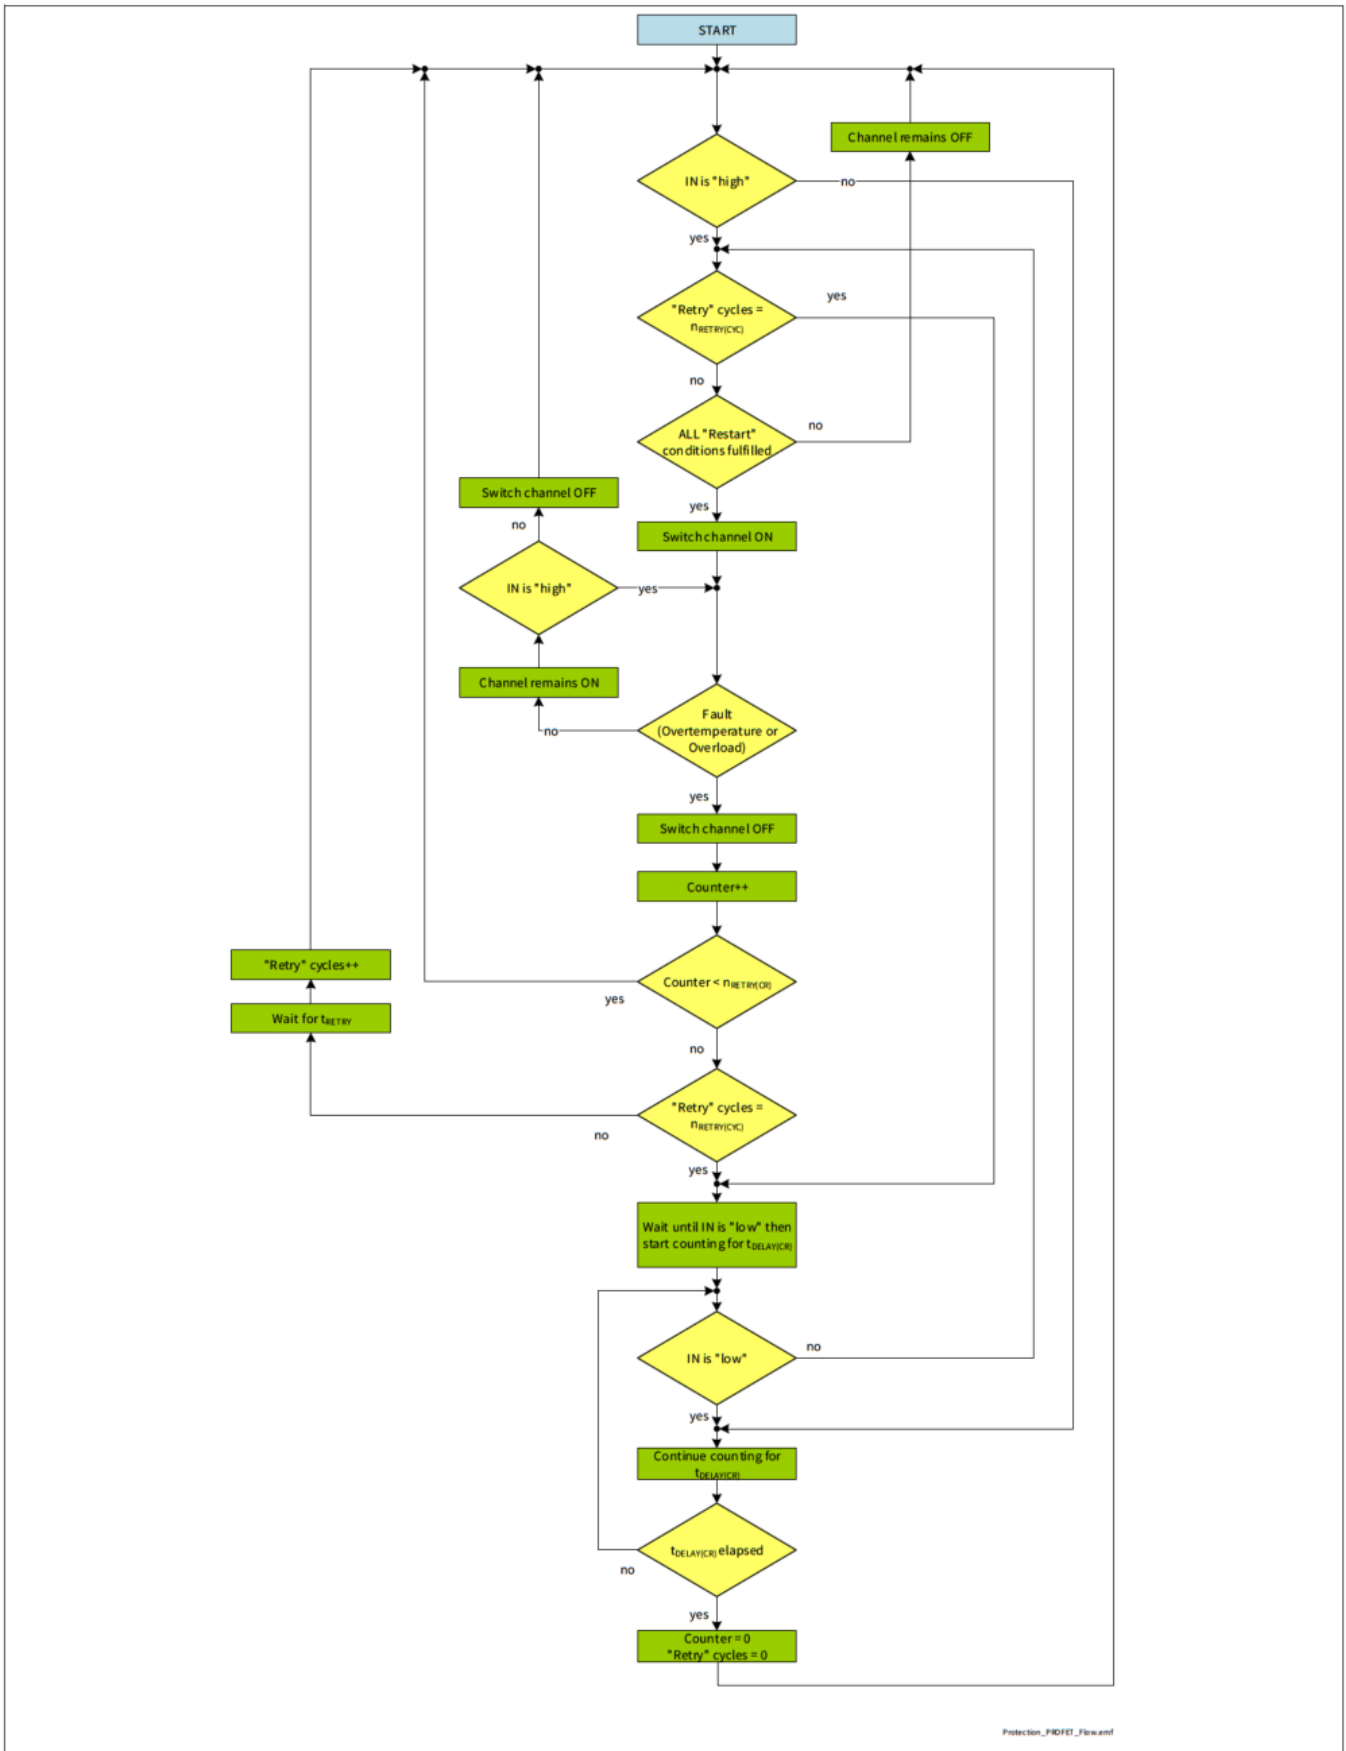 START
Channel remains OFF
IN is "high"
no
yes
"Retry" cycles =
nRETRY(CYC)
yes
no
ALL "Restart"
conditions fulfilled
no
yes
Switch channel OFF
no
Switch channel ON
IN is "high"
yes
Channel remains ON
Fault
(Overtemperature or
Overload)
no
yes
Switch channel OFF
Counter++
"Retry" cycles++
Counter < nRETRY(CR)
yes
Wait for tRETRY
no
"Retry" cycles =
nRETRY(CYC)
no
yes
Wait until IN is "low" then
start counting for tDELAY(CR)
IN is "low"
no
yes
Continue counting for
tDELAY(CR)
tDELAY(CR) elapsed
no
yes
Counter = 0
"Retry" cycles = 0
Protection_PROFET_Flow.emf